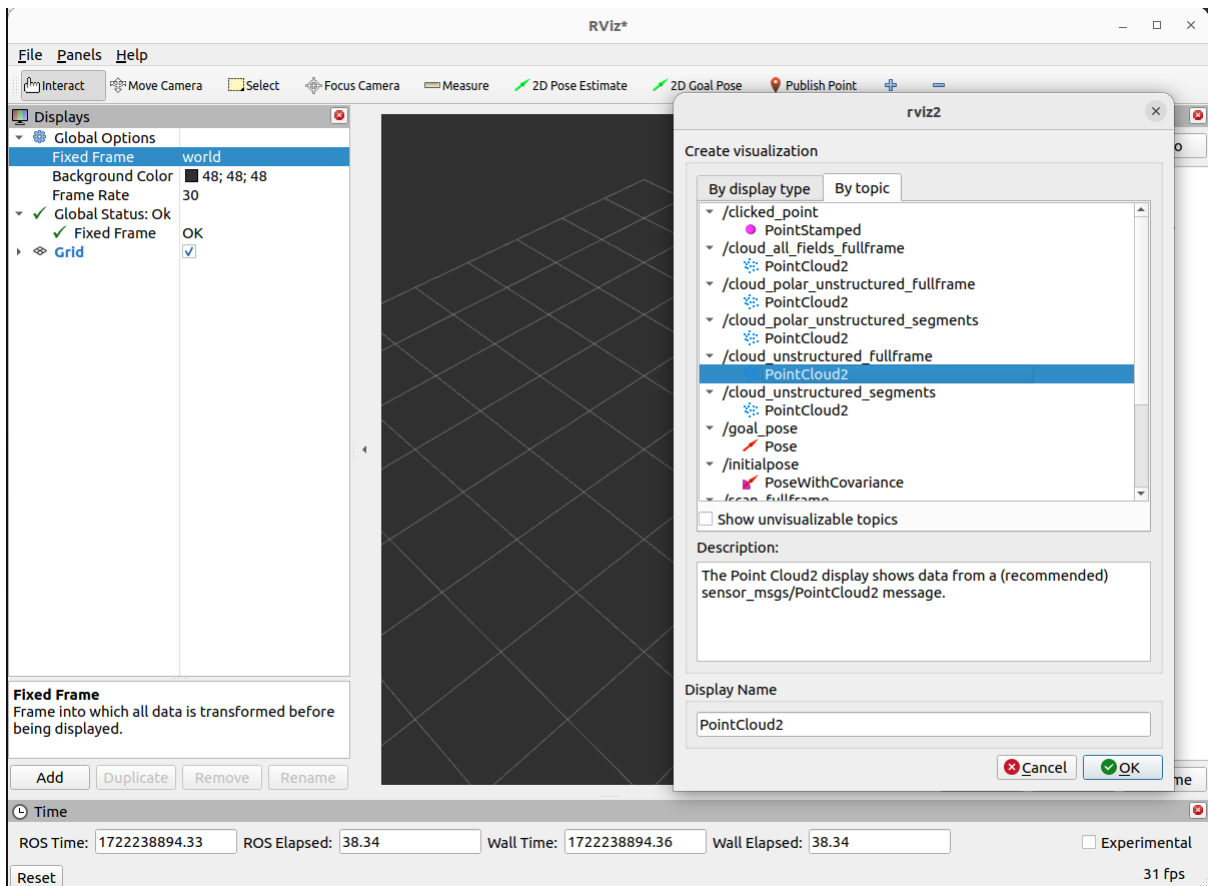 RViz*
File Panels Help
Interact Move Camera Select Focus Camera Measure 2D Pose Estimate 2D Goal Pose Publish Point
Displays
Global Options
Fixed Frame world
Background Color 48; 48; 48
Frame Rate 30
Global Status: Ok
Fixed Frame OK
Grid
Fixed Frame
Frame into which all data is transformed before
being displayed.
Add Duplicate Remove Rename
rviz2
Create visualization
By display type By topic
/clicked_point
PointStamped
/cloud_all_fields_fullframe
PointCloud2
/cloud_polar_unstructured_fullframe
PointCloud2
/cloud_polar_unstructured_segments
PointCloud2
/cloud_unstructured_fullframe
PointCloud2
/cloud_unstructured_segments
PointCloud2
/goal_pose
Pose
/initialpose
PoseWithCovariance
/scan_fullframe
Show unvisualizable topics
Description:
The Point Cloud2 display shows data from a (recommended)
sensor_msgs/PointCloud2 message.
Display Name
PointCloud2
Cancel OK
o
me
Time
ROS Time: 1722238894.33 ROS Elapsed: 38.34 Wall Time: 1722238894.36 Wall Elapsed: 38.34 Experimental
Reset 31 fps